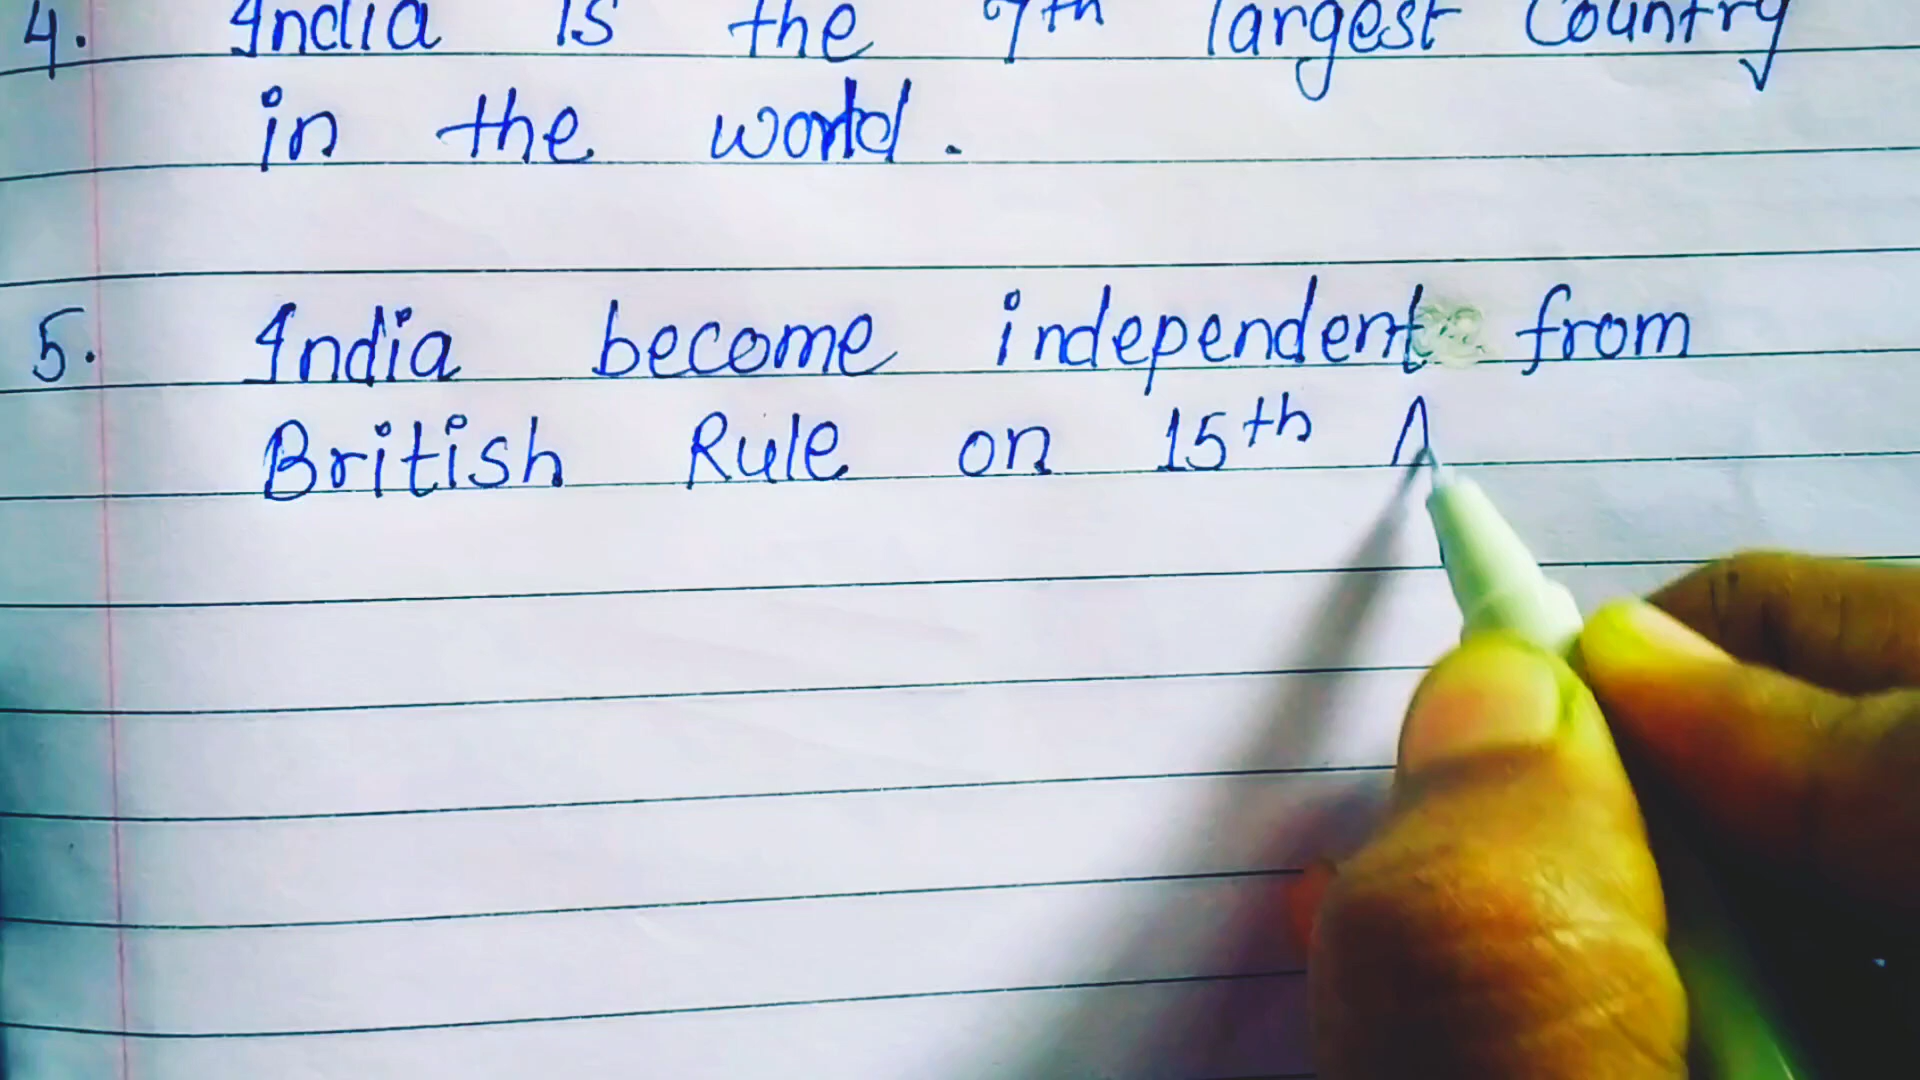 4. India is the 7th largest Country
in the world.
5. India become independent from
British Rule on 15th A